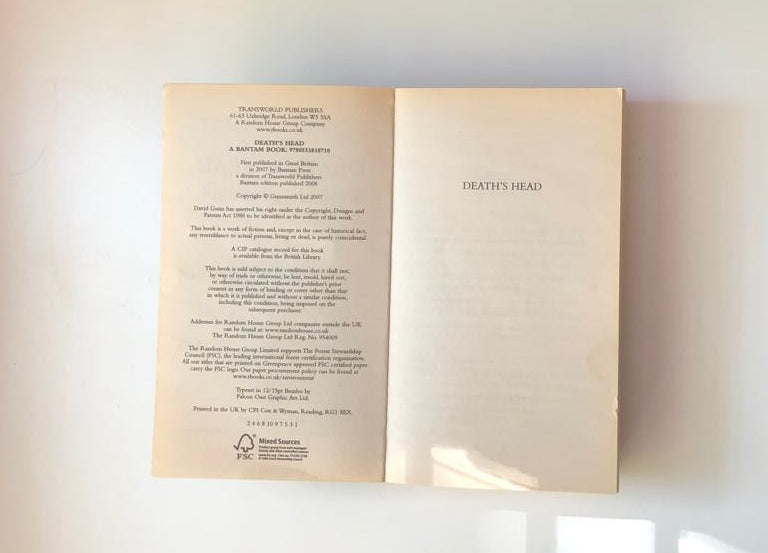 TRANSWORLD PUBLISHERS
61-63 Uxbridge Road, London W5 5SA
A Random House Group Company
www.rbooks.co.uk
DEATH'S HEAD
A BANTAM BOOK: 9780553818716
First published in Great Britain
in 2007 by Bantam Press
a division of Transworld Publishers
Bantam edition published 2008
Copyright © Gunnsmith Ltd 2007
David Gunn has asserted his right under the Copyright, Designs and
Patents Act 1988 to be identified as the author of this work.
This book is a work of fiction and, except in the case of historical fact,
any resemblance to actual persons, living or dead, is purely coincidental.
A CIP catalogue record for this book
is available from the British Library.
This book is sold subject to the condition that it shall not,
by way of trade or otherwise, be lent, resold, hired out,
or otherwise circulated without the publisher's prior
consent in any form of binding or cover other than that
in which it is published and without a similar condition,
including this condition, being imposed on the
subsequent purchaser.
Addresses for Random House Group Ltd companies outside the UK
can be found at: www.randomhouse.co.uk
The Random House Group Ltd Reg. No. 954009
The Random House Group Limited supports The Forest Stewardship
Council (FSC), the leading international forest certification organisation.
All our titles that are printed on Greenpeace approved FSC certified paper
carry the FSC logo. Our paper procurement policy can be found at
www.rbooks.co.uk/environment
Typeset in 12/15pt Bembo by
Falcon Oast Graphic Art Ltd.
Printed in the UK by CPI Cox & Wyman, Reading, RG1 8EX.
2 4 6 8 10 9 7 5 3 1
FSC
Mixed Sources
Product group from well-managed
forests and other controlled sources
DEATH'S HEAD